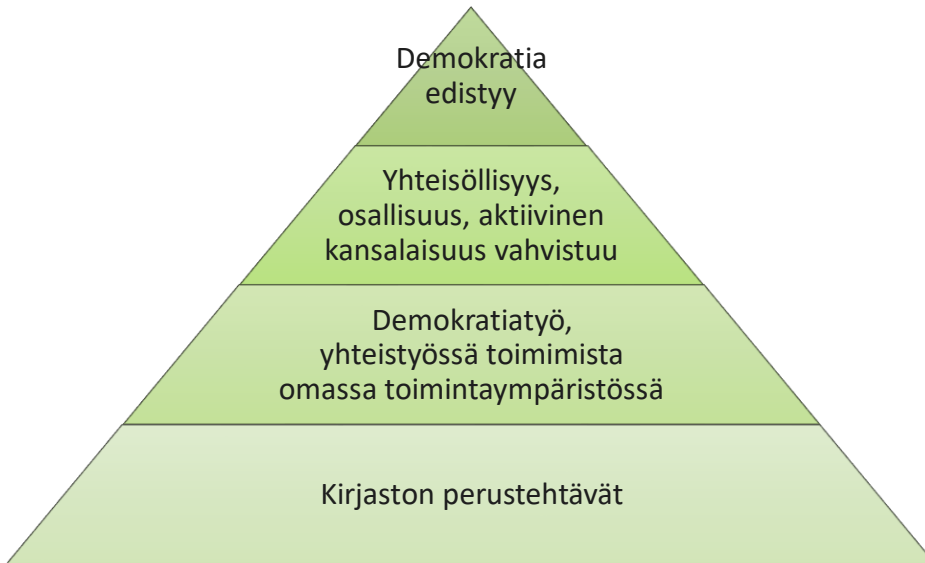 Demokratia
edistyy
Yhteisöllisyys,
osallisuus, aktiivinen
kansalaisuus vahvistuu
Demokratiatyö,
yhteistyössä toimimista
omassa toimintaympäristössä
Kirjaston perustehtävät